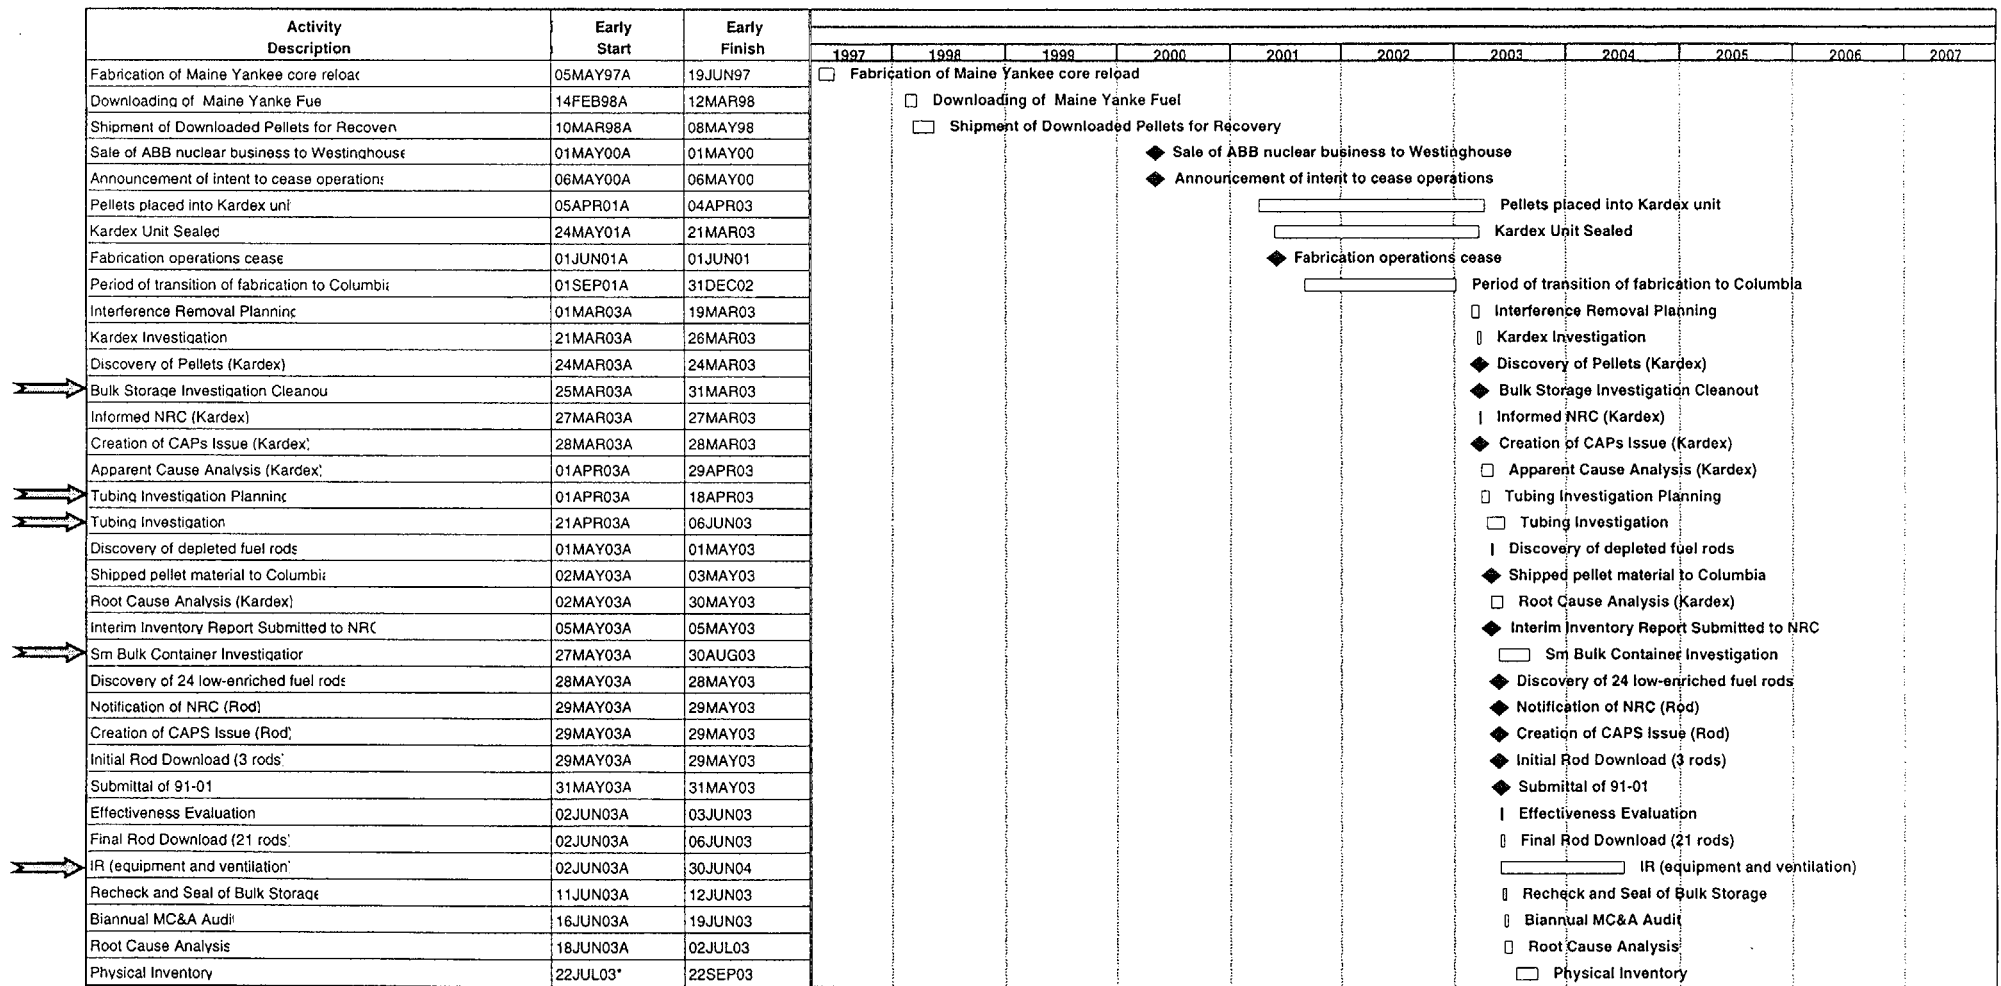 Activity Description Early Start Early Finish
1997 1998 1999 2000 2001 2002 2003 2004 2005 2006 2007
Fabrication of Maine Yankee core reload 05MAY97A 19JUN97 Fabrication of Maine Yankee core reload
Downloading of Maine Yanke Fue 14FEB98A 12MAR98 Downloading of Maine Yanke Fuel
Shipment of Downloaded Pellets for Recovery 10MAR98A 08MAY98 Shipment of Downloaded Pellets for Recovery
Sale of ABB nuclear business to Westinghouse 01MAY00A 01MAY00 Sale of ABB nuclear business to Westinghouse
Announcement of intent to cease operations 06MAY00A 06MAY00 Announcement of intent to cease operations
Pellets placed into Kardex uni 05APR01A 04APR03 Pellets placed into Kardex unit
Kardex Unit Sealed 24MAY01A 21MAR03 Kardex Unit Sealed
Fabrication operations cease 01JUN01A 01JUN01 Fabrication operations cease
Period of transition of fabrication to Columbia 01SEP01A 31DEC02 Period of transition of fabrication to Columbia
Interference Removal Planning 01MAR03A 19MAR03 Interference Removal Planning
Kardex Investigation 21MAR03A 26MAR03 Kardex Investigation
Discovery of Pellets (Kardex) 24MAR03A 24MAR03 Discovery of Pellets (Kardex)
Bulk Storage Investigation Cleanou 25MAR03A 31MAR03 Bulk Storage Investigation Cleanout
Informed NRC (Kardex) 27MAR03A 27MAR03 Informed NRC (Kardex)
Creation of CAPs Issue (Kardex) 28MAR03A 28MAR03 Creation of CAPs Issue (Kardex)
Apparent Cause Analysis (Kardex) 01APR03A 29APR03 Apparent Cause Analysis (Kardex)
Tubing Investigation Planning 01APR03A 18APR03 Tubing Investigation Planning
Tubing Investigation 21APR03A 06JUN03 Tubing Investigation
Discovery of depleted fuel rods 01MAY03A 01MAY03 Discovery of depleted fuel rods
Shipped pellet material to Columbia 02MAY03A 03MAY03 Shipped pellet material to Columbia
Root Cause Analysis (Kardex) 02MAY03A 30MAY03 Root Cause Analysis (Kardex)
Interim Inventory Report Submitted to NRC 05MAY03A 05MAY03 Interim Inventory Report Submitted to NRC
Sm Bulk Container Investigation 27MAY03A 30AUG03 Sm Bulk Container Investigation
Discovery of 24 low-enriched fuel rods 28MAY03A 28MAY03 Discovery of 24 low-enriched fuel rods
Notification of NRC (Rod) 29MAY03A 29MAY03 Notification of NRC (Rod)
Creation of CAPS Issue (Rod) 29MAY03A 29MAY03 Creation of CAPS Issue (Rod)
Initial Rod Download (3 rods) 29MAY03A 29MAY03 Initial Rod Download (3 rods)
Submittal of 91-01 31MAY03A 31MAY03 Submittal of 91-01
Effectiveness Evaluation 02JUN03A 03JUN03 Effectiveness Evaluation
Final Rod Download (21 rods) 02JUN03A 06JUN03 Final Rod Download (21 rods)
IR (equipment and ventilation) 02JUN03A 30JUN04 IR (equipment and ventilation)
Recheck and Seal of Bulk Storage 11JUN03A 12JUN03 Recheck and Seal of Bulk Storage
Biannual MC&A Audit 16JUN03A 19JUN03 Biannual MC&A Audit
Root Cause Analysis 18JUN03A 02JUL03 Root Cause Analysis
Physical Inventory 22JUL03* 22SEP03 Physical Inventory